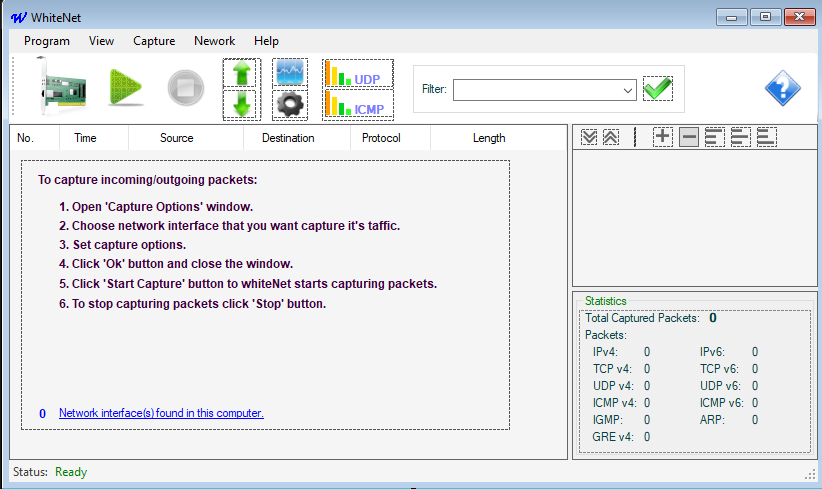 WhiteNet
Program View Capture Nework Help
UDP
ICMP
Filter:
No. Time Source Destination Protocol Length
To capture incoming/outgoing packets:
1. Open 'Capture Options' window.
2. Choose network interface that you want capture it's taffic.
3. Set capture options.
4. Click 'Ok' button and close the window.
5. Click 'Start Capture' button to whiteNet starts capturing packets.
6. To stop capturing packets click 'Stop' button.
0 Network interface(s) found in this computer.
Statistics
Total Captured Packets: 0
Packets:
IPv4: 0 IPv6: 0
TCP v4: 0 TCP v6: 0
UDP v4: 0 UDP v6: 0
ICMP v4: 0 ICMP v6: 0
IGMP: 0 ARP: 0
GRE v4: 0
Status: Ready